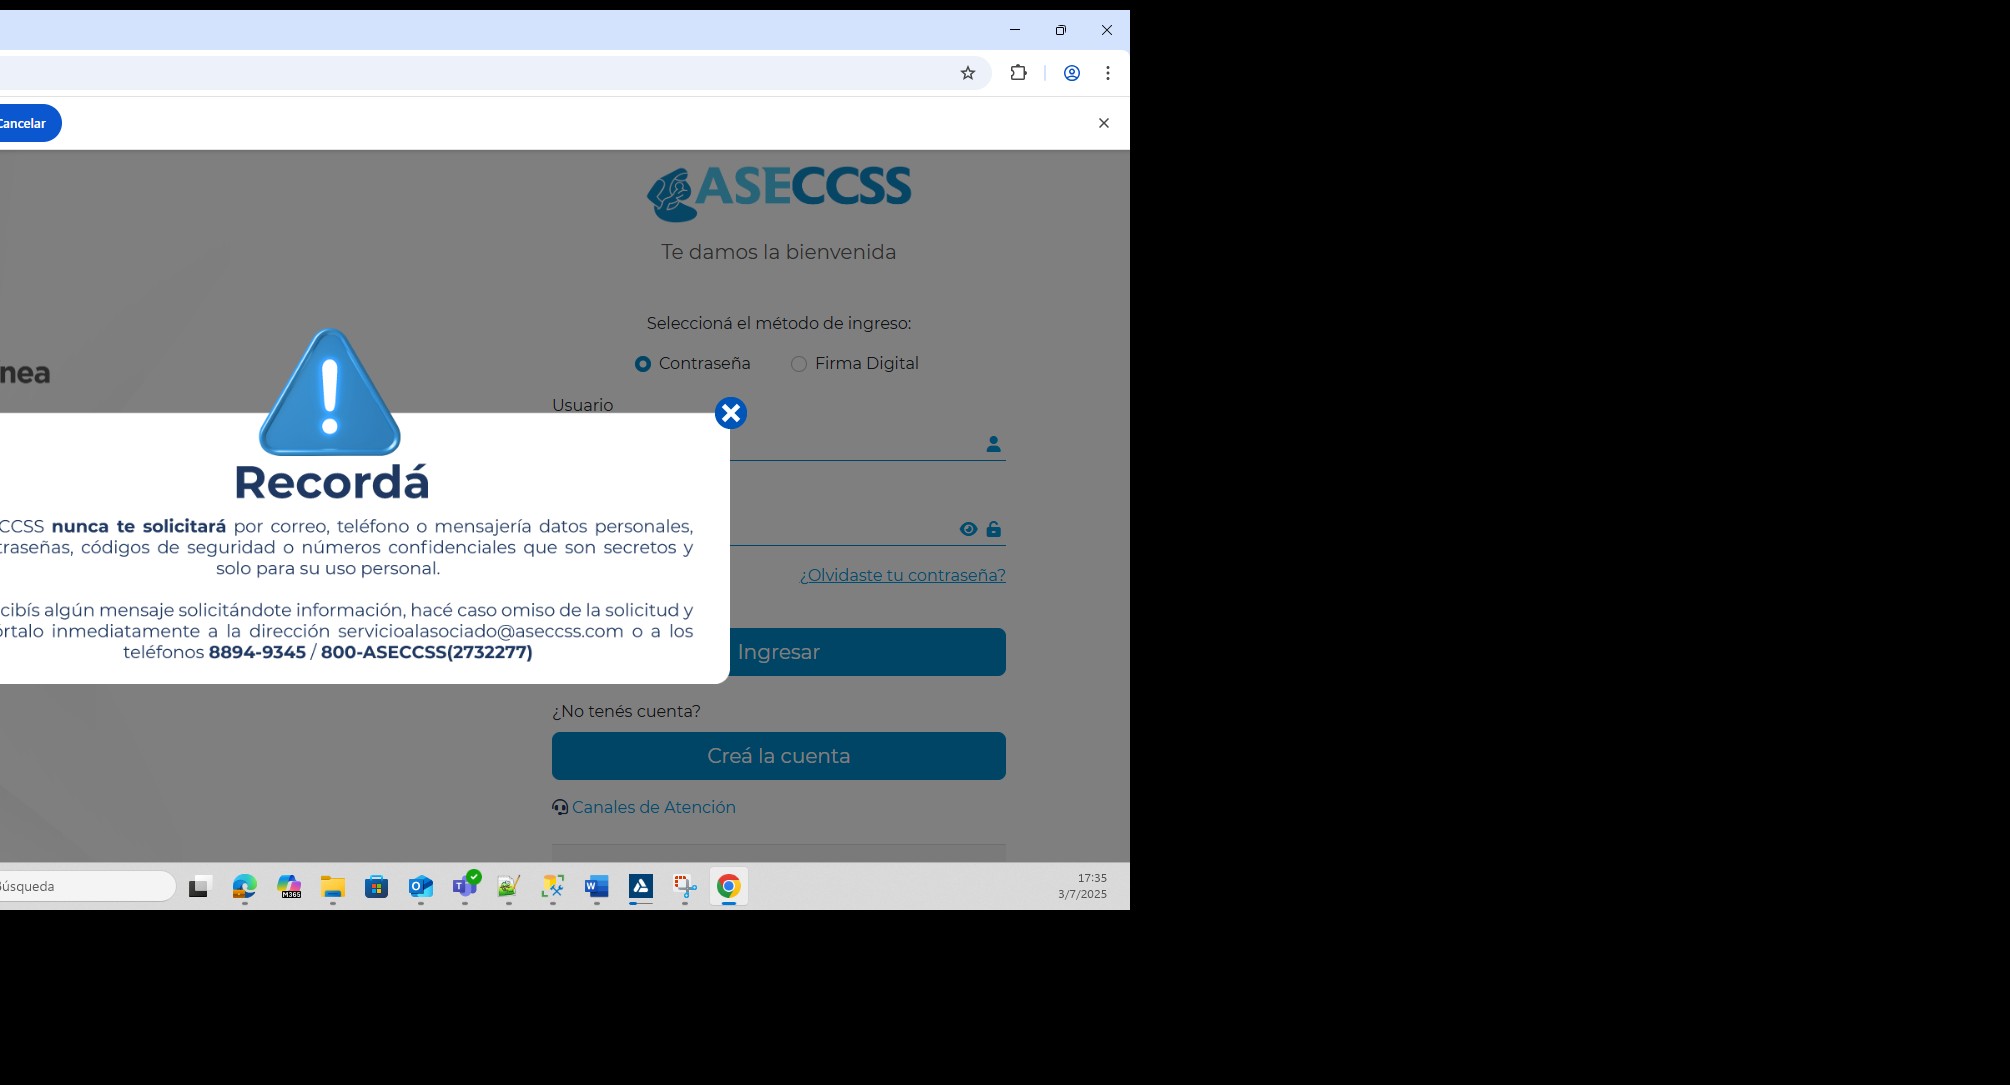 Cancelar
ASECCSS
Te damos la bienvenida
Seleccioná el método de ingreso:
Contraseña
Firma Digital
nea
Usuario
Recordá
CCSS nunca te solicitará por correo, teléfono o mensajería datos personales,
traseñas, códigos de seguridad o números confidenciales que son secretos y
solo para su uso personal.
¿Olvidaste tu contraseña?
cibís algún mensaje solicitándote información, hacé caso omiso de la solicitud y
órtalo inmediatamente a la dirección servicioalasociado@aseccss.com o a los
teléfonos 8894-9345 / 800-ASECCSS(2732277)
Ingresar
¿No tenés cuenta?
Creá la cuenta
Canales de Atención
Búsqueda
M365
17:35
3/7/2025